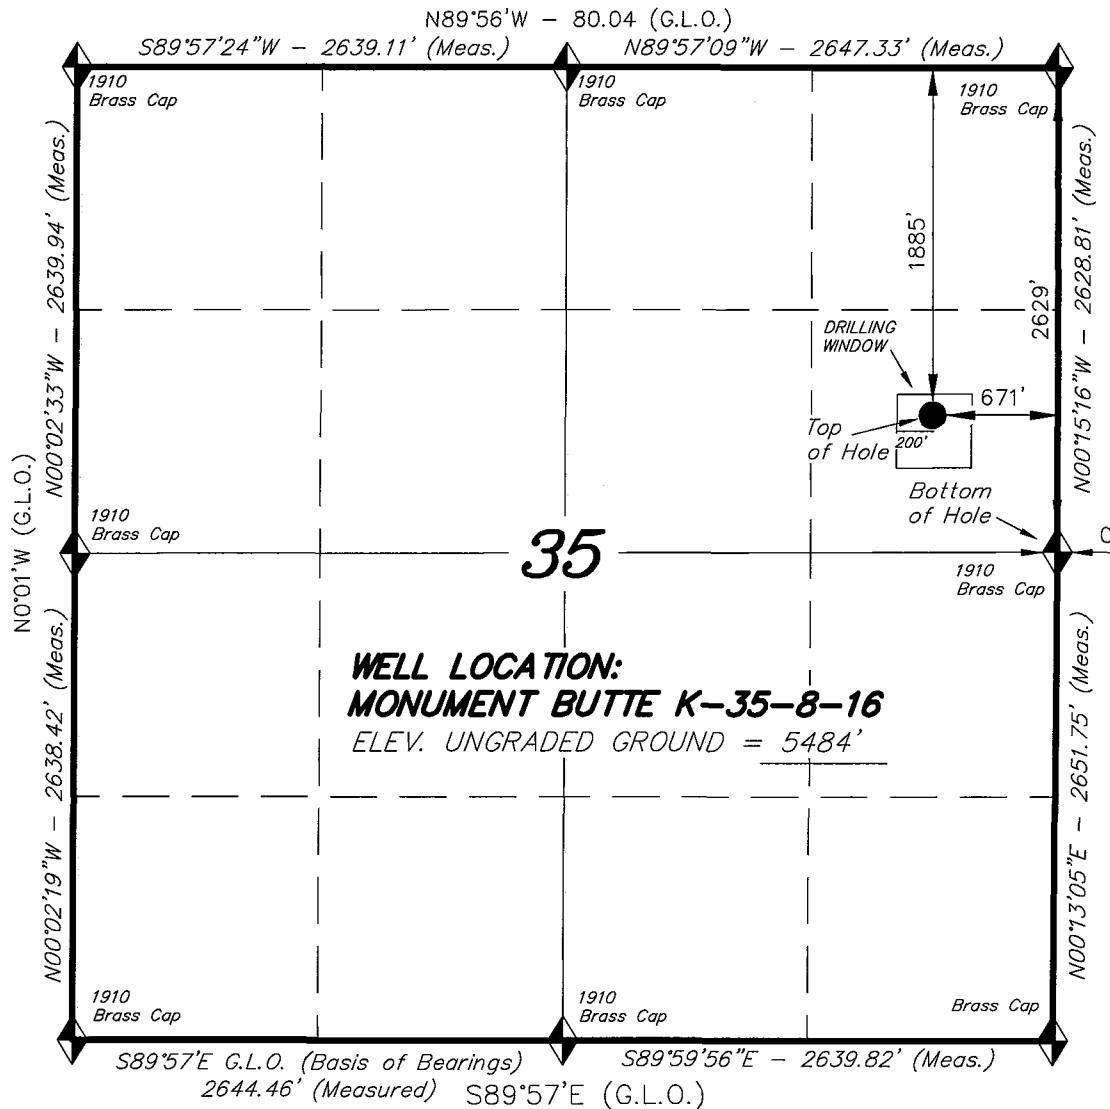 N89°56'W - 80.04 (G.L.O.)
S89°57'24"W - 2639.11' (Meas.)
N89°57'09"W - 2647.33' (Meas.)
1910
Brass Cap
1910
Brass Cap
1910
Brass Cap
N00°02'33"W - 2639.94' (Meas.)
N00°15'16"W - 2628.81' (Meas.)
1885'
2629'
DRILLING
WINDOW
671'
Top
of Hole
200'
Bottom
of Hole
N0°01'W (G.L.O.)
1910
Brass Cap
35
1910
Brass Cap
WELL LOCATION:
MONUMENT BUTTE K-35-8-16
ELEV. UNGRADED GROUND = 5484'
N00°02'19"W - 2638.42' (Meas.)
N00°13'05"E - 2651.75' (Meas.)
1910
Brass Cap
1910
Brass Cap
Brass Cap
S89°57'E G.L.O. (Basis of Bearings)
2644.46' (Measured)
S89°59'56"E - 2639.82' (Meas.)
S89°57'E (G.L.O.)